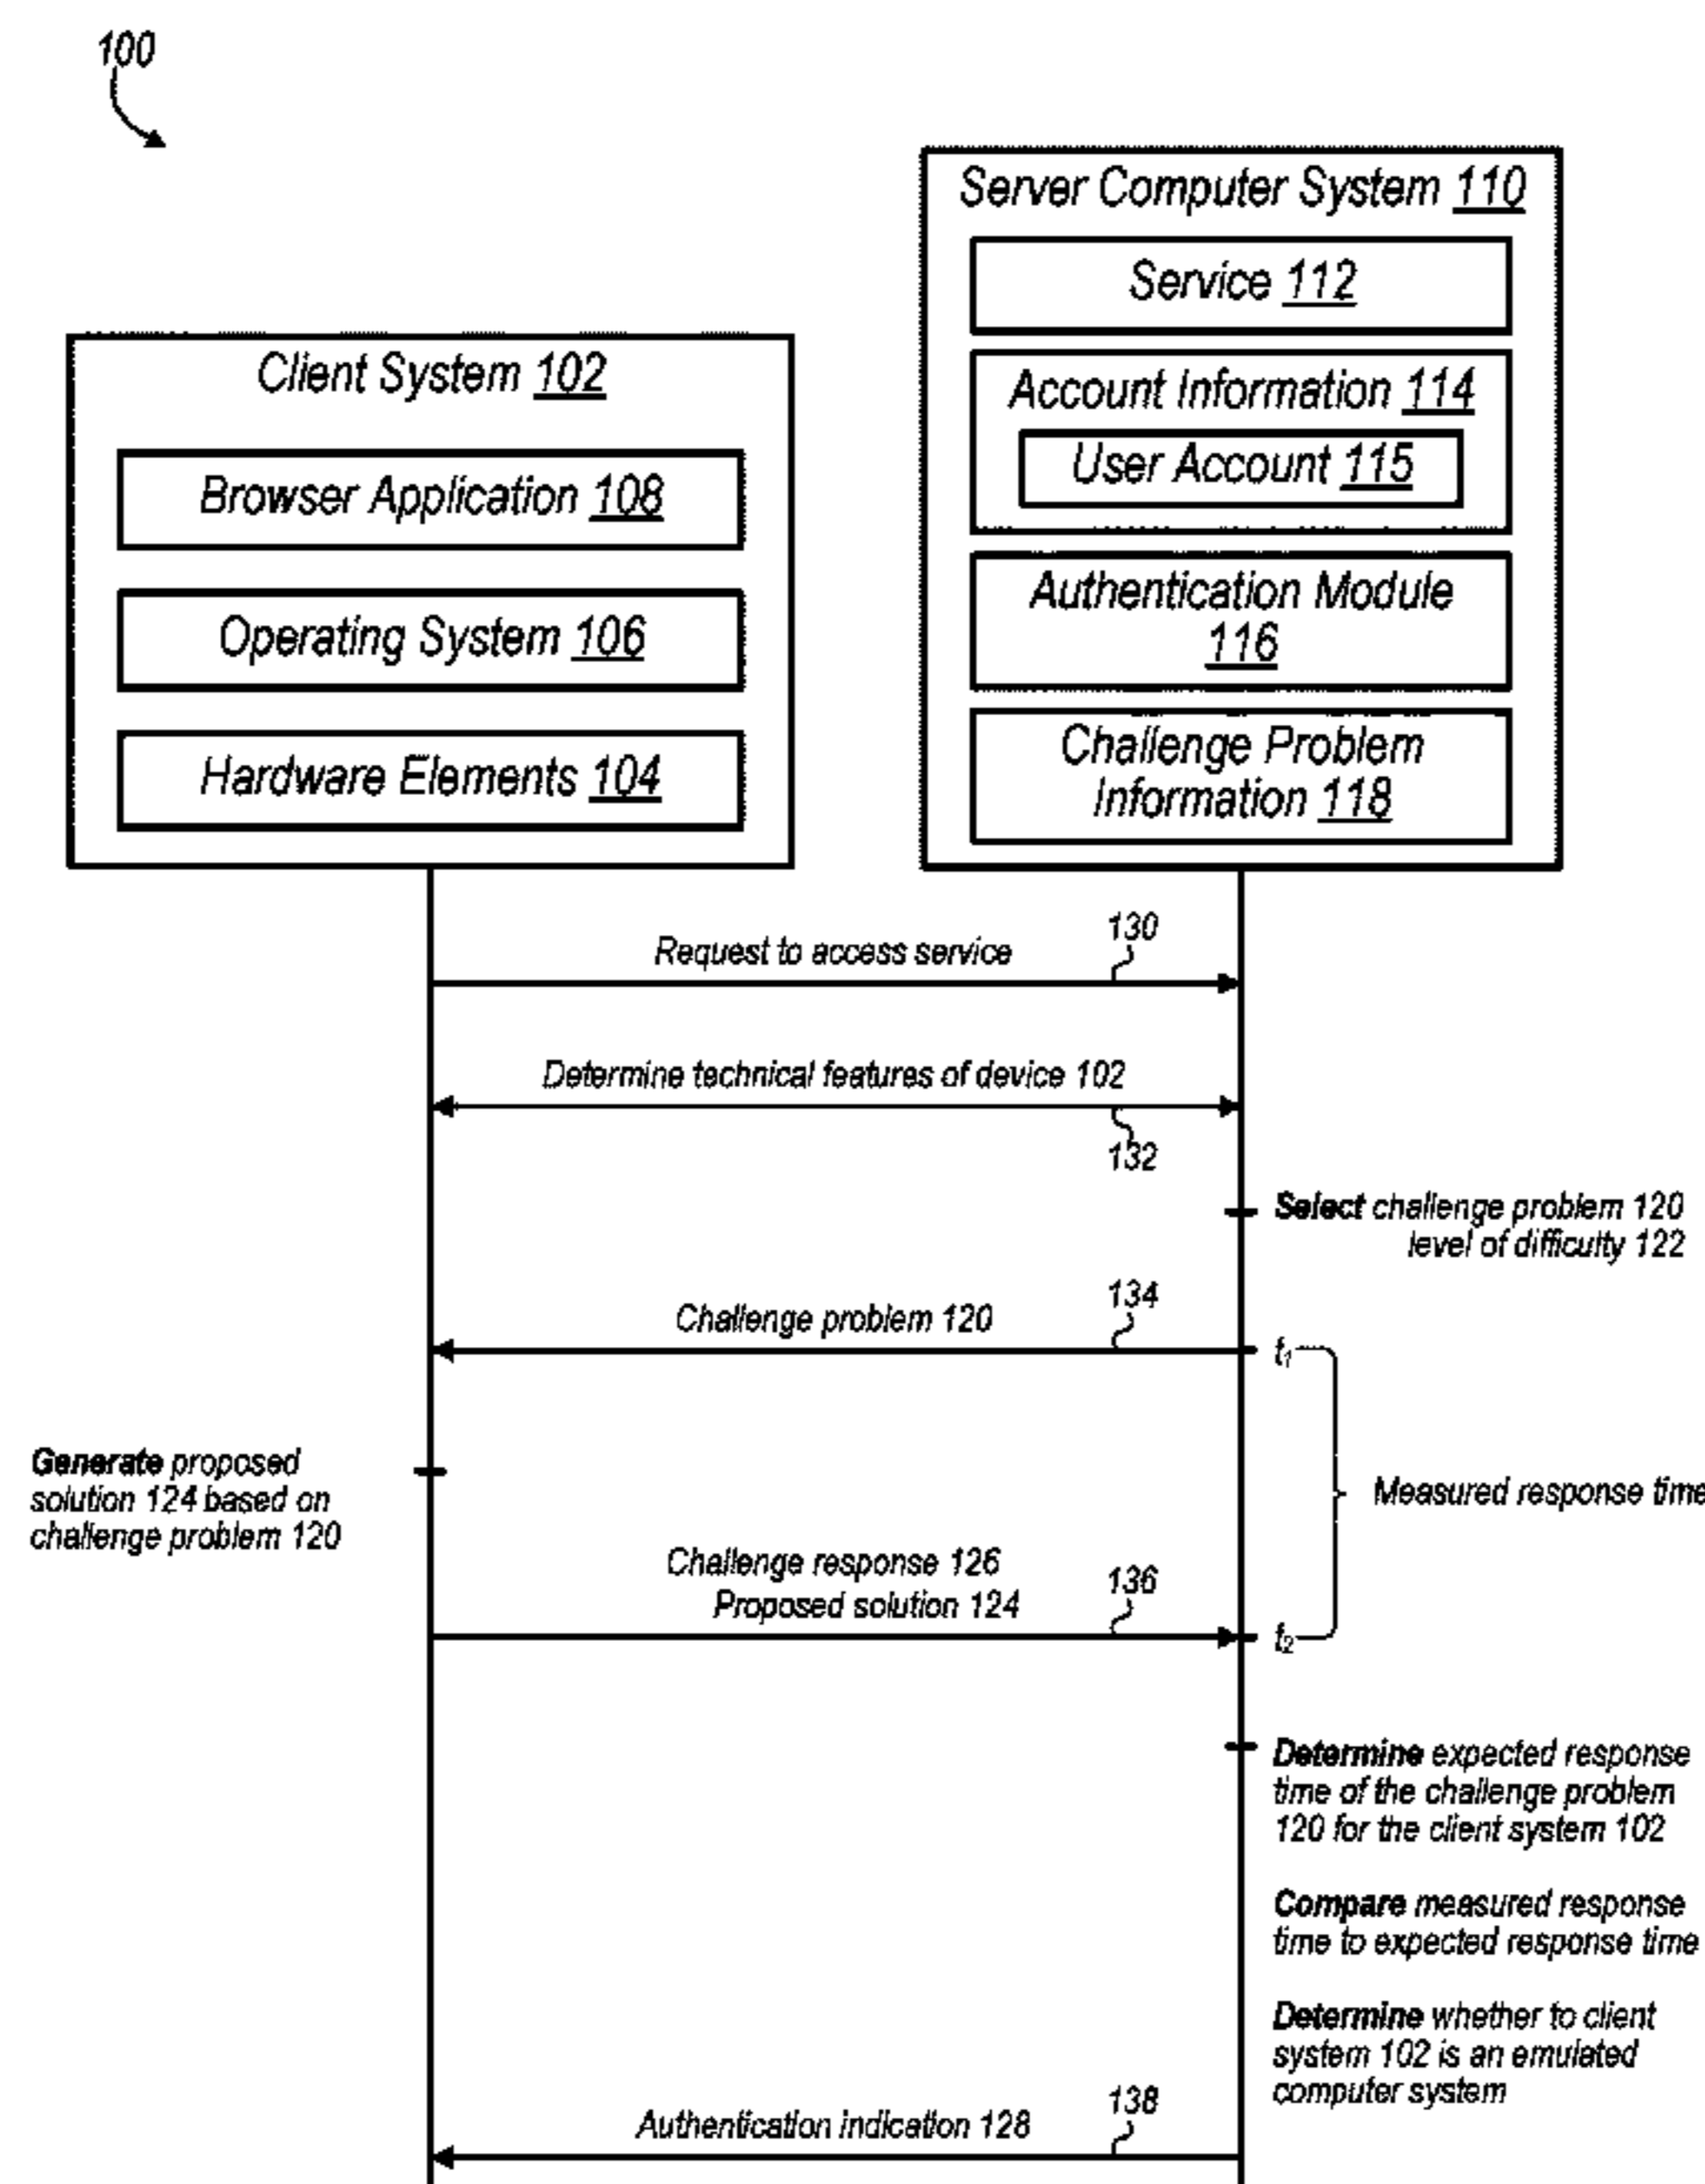 100
Server Computer System 110
Service 112
Account Information 114
User Account 115
Authentication Module
116
Challenge Problem
Information 118
Client System 102
Browser Application 108
Operating System 106
Hardware Elements 104
130
Request to access service
Determine technical features of device 102
132
Select challenge problem 120
level of difficulty 122
134
Challenge problem 120
t1
Generate proposed
solution 124 based on
challenge problem 120
Measured response time
Challenge response 126
Proposed solution 124
136
t2
Determine expected response
time of the challenge problem
120 for the client system 102
Compare measured response
time to expected response time
Determine whether to client
system 102 is an emulated
computer system
138
Authentication indication 128